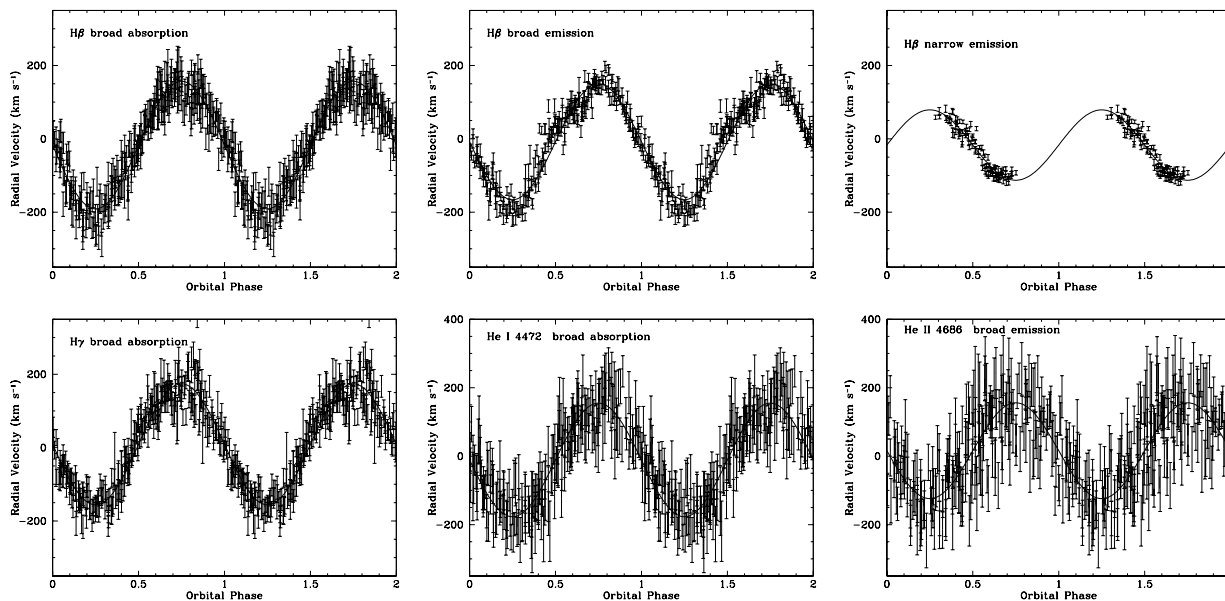 Hβ broad absorption
Radial Velocity (km s⁻¹)
200
0
−200
0
0.5
1
1.5
2
Orbital Phase
Hβ broad emission
Radial Velocity (km s⁻¹)
200
0
−200
0
0.5
1
1.5
2
Orbital Phase
Hβ narrow emission
Radial Velocity (km s⁻¹)
200
0
−200
0
0.5
1
1.5
Orbital Phase
Hγ broad absorption
Radial Velocity (km s⁻¹)
200
0
−200
0
0.5
1
1.5
2
Orbital Phase
He I 4472 broad absorption
Radial Velocity (km s⁻¹)
400
200
0
−200
0
0.5
1
1.5
2
Orbital Phase
He II 4686 broad emission
Radial Velocity (km s⁻¹)
400
200
0
−200
0
0.5
1
1.5
Orbital Phase